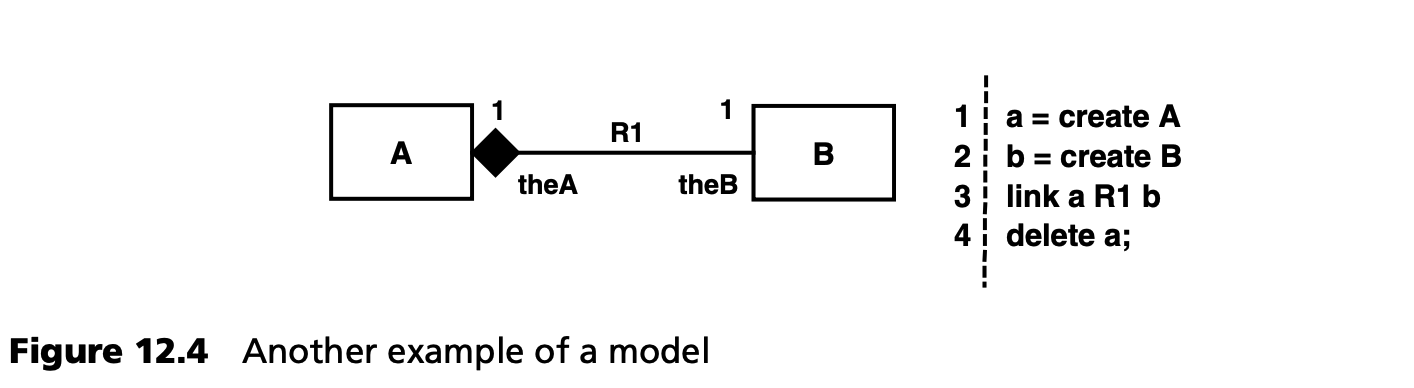 1 1
R1
A B
theA theB
1 a = create A
2 b = create B
3 link a R1 b
4 delete a;
Figure 12.4 Another example of a model